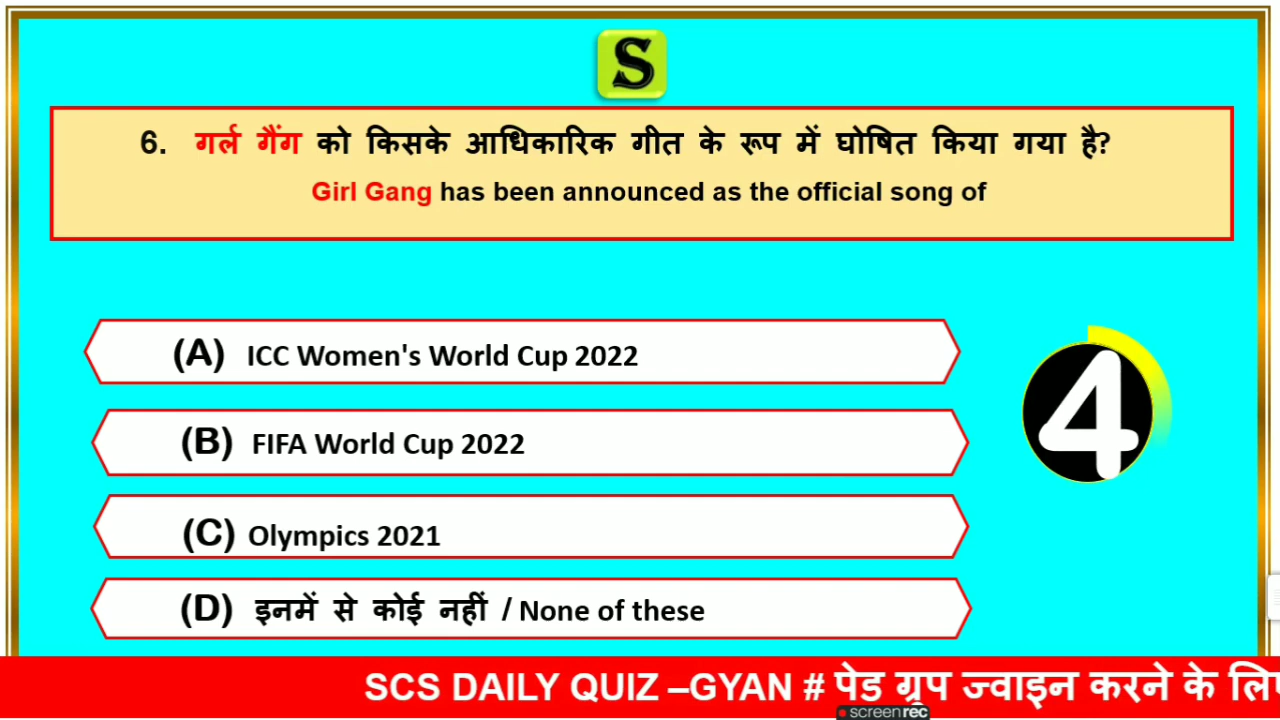 S
6. गर्ल गैंग को किसके आधिकारिक गीत के रूप में घोषित किया गया है?
Girl Gang has been announced as the official song of
(A) ICC Women's World Cup 2022
4
(B) FIFA World Cup 2022
(C) Olympics 2021
(D) इनमें से कोई नहीं / None of these
SCS DAILY QUIZ –GYAN # पेड ग्रूप ज्वाइन करने के
screenrec